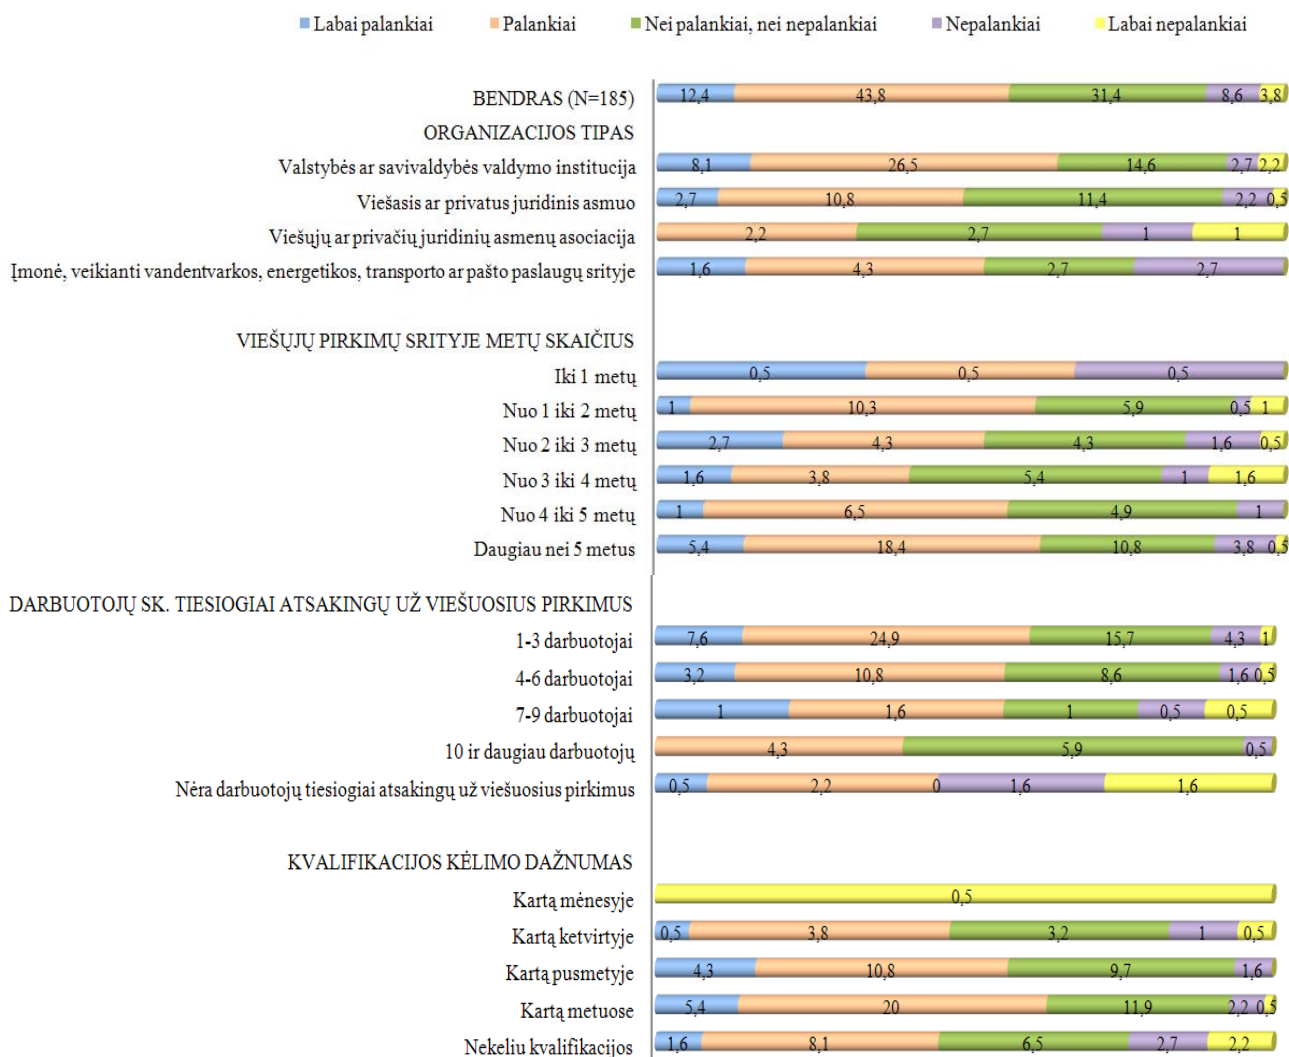 Labai palankiai Palankiai Nei palankiai, nei nepalankiai Nepalankiai Labai nepalankiai
BENDRAS (N=185) 12,4 43,8 31,4 8,6 3,8
ORGANIZACIJOS TIPAS
Valstybės ar savivaldybės valdymo institucija 8,1 26,5 14,6 2,7 2,2
Viešasis ar privatus juridinis asmuo 2,7 10,8 11,4 2,2 0,5
Viešųjų ar privačių juridinių asmenų asociacija 2,2 2,7 1 1
Įmonė, veikianti vandentvarkos, energetikos, transporto ar pašto paslaugų srityje 1,6 4,3 2,7 2,7
VIEŠŲJŲ PIRKIMŲ SRITYJE METŲ SKAIČIUS
Iki 1 metų 0,5 0,5 0,5
Nuo 1 iki 2 metų 1 10,3 5,9 0,5 1
Nuo 2 iki 3 metų 2,7 4,3 4,3 1,6 0,5
Nuo 3 iki 4 metų 1,6 3,8 5,4 1 1,6
Nuo 4 iki 5 metų 1 6,5 4,9 1
Daugiau nei 5 metus 5,4 18,4 10,8 3,8 0,5
DARBUOTOJŲ SK. TIESIOGIAI ATSAKINGŲ UŽ VIEŠUOSIUS PIRKIMUS
1-3 darbuotojai 7,6 24,9 15,7 4,3 1
4-6 darbuotojai 3,2 10,8 8,6 1,6 0,5
7-9 darbuotojai 1 1,6 1 0,5 0,5
10 ir daugiau darbuotojų 4,3 5,9 0,5
Nėra darbuotojų tiesiogiai atsakingų už viešuosius pirkimus 0,5 2,2 0 1,6 1,6
KVALIFIKACIJOS KĖLIMO DAŽNUMAS
Kartą mėnesyje 0,5
Kartą ketvirtyje 0,5 3,8 3,2 1 0,5
Kartą pusmetyje 4,3 10,8 9,7 1,6
Kartą metuose 5,4 20 11,9 2,2 0,5
Nekeliu kvalifikacijos 1,6 8,1 6,5 2,7 2,2